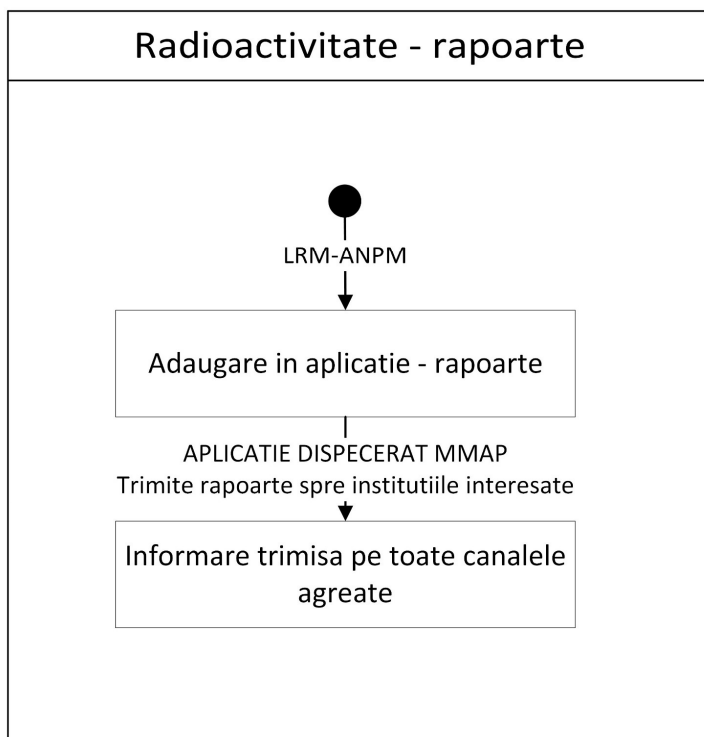 Radioactivitate - rapoarte
LRM-ANPM
Adaugare in aplicatie - rapoarte
APLICATIE DISPECERAT MMAP
Trimite rapoarte spre institutiile interesate
Informare trimisa pe toate canalele
agreate